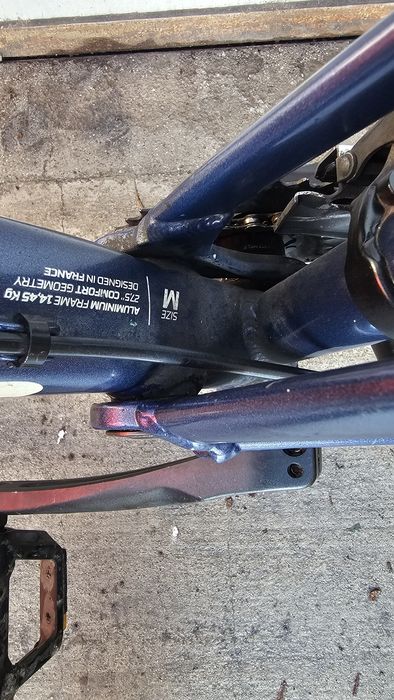 ALUMINIUM FRAME 14,45 Kg
27,5" COMFORT GEOMETRY
DESIGNED IN FRANCE
SIZE
M